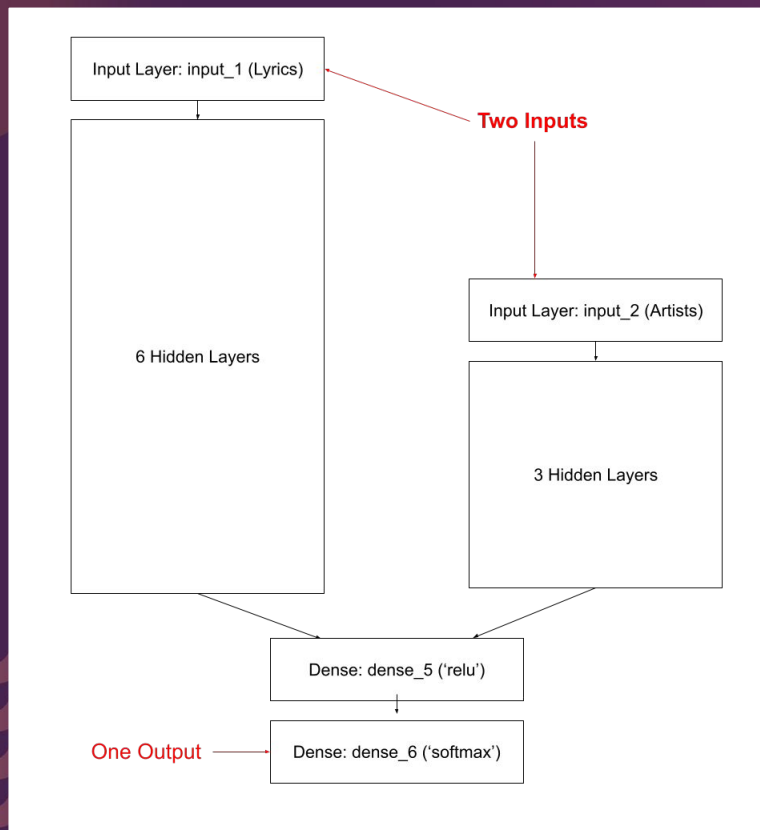 Input Layer: input_1 (Lyrics)
Two Inputs
Input Layer: input_2 (Artists)
6 Hidden Layers
3 Hidden Layers
Dense: dense_5 (‘relu’)
One Output
Dense: dense_6 (‘softmax’)